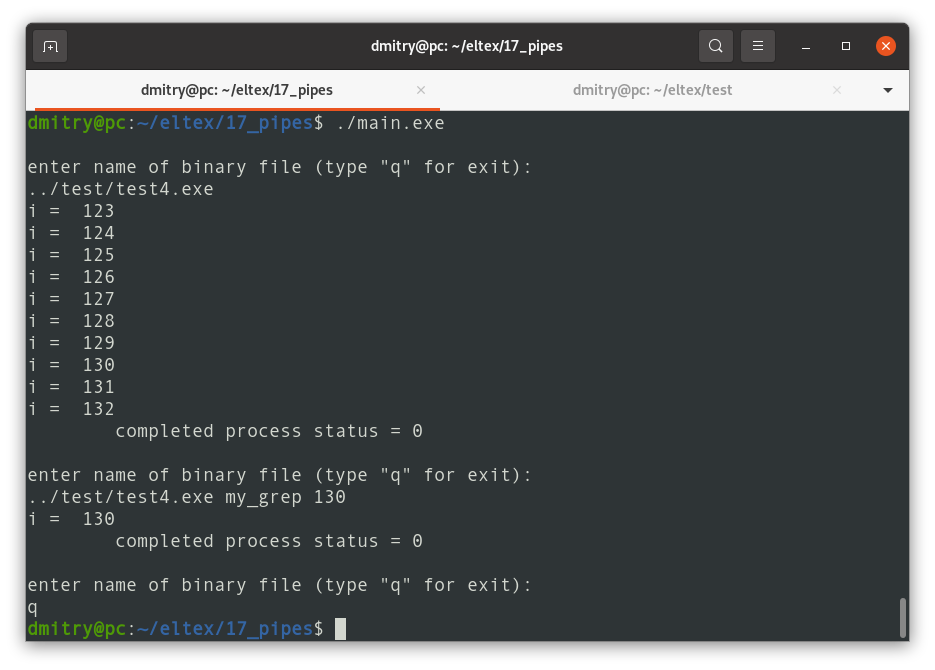 dmitry@pc: ~/eltex/17_pipes
dmitry@pc: ~/eltex/17_pipes dmitry@pc: ~/eltex/test
dmitry@pc:~/eltex/17_pipes$ ./main.exe
enter name of binary file (type "q" for exit):
../test/test4.exe
i =  123
i =  124
i =  125
i =  126
i =  127
i =  128
i =  129
i =  130
i =  131
i =  132
        completed process status = 0
enter name of binary file (type "q" for exit):
../test/test4.exe my_grep 130
i =  130
        completed process status = 0
enter name of binary file (type "q" for exit):
q
dmitry@pc:~/eltex/17_pipes$